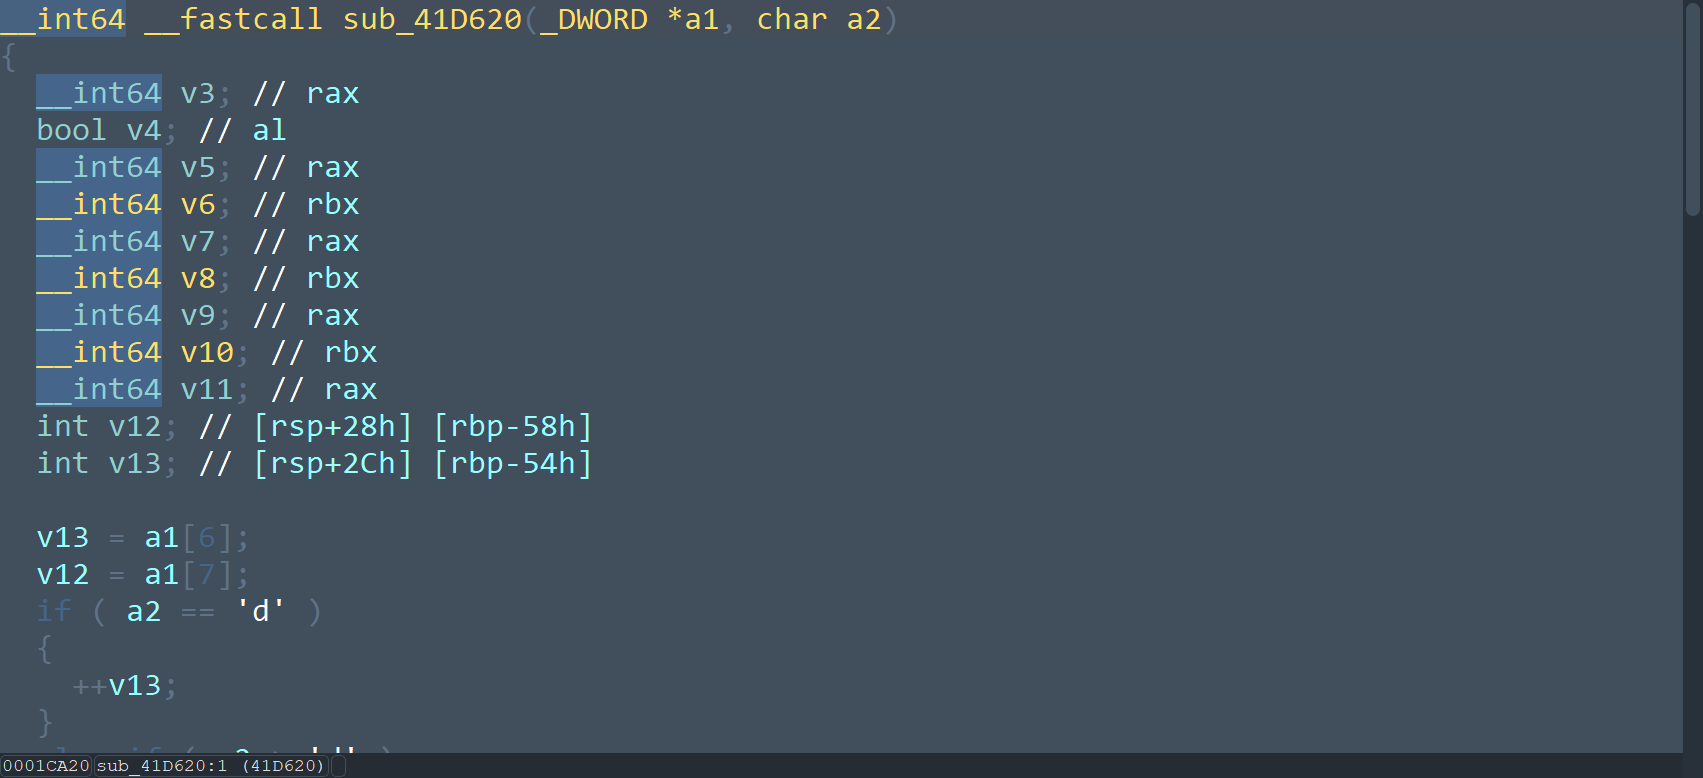 __int64 __fastcall sub_41D620(_DWORD *a1, char a2)
{
  __int64 v3; // rax
  bool v4; // al
  __int64 v5; // rax
  __int64 v6; // rbx
  __int64 v7; // rax
  __int64 v8; // rbx
  __int64 v9; // rax
  __int64 v10; // rbx
  __int64 v11; // rax
  int v12; // [rsp+28h] [rbp-58h]
  int v13; // [rsp+2Ch] [rbp-54h]

  v13 = a1[6];
  v12 = a1[7];
  if ( a2 == 'd' )
  {
    ++v13;
  }
0001CA20 sub_41D620:1 (41D620)